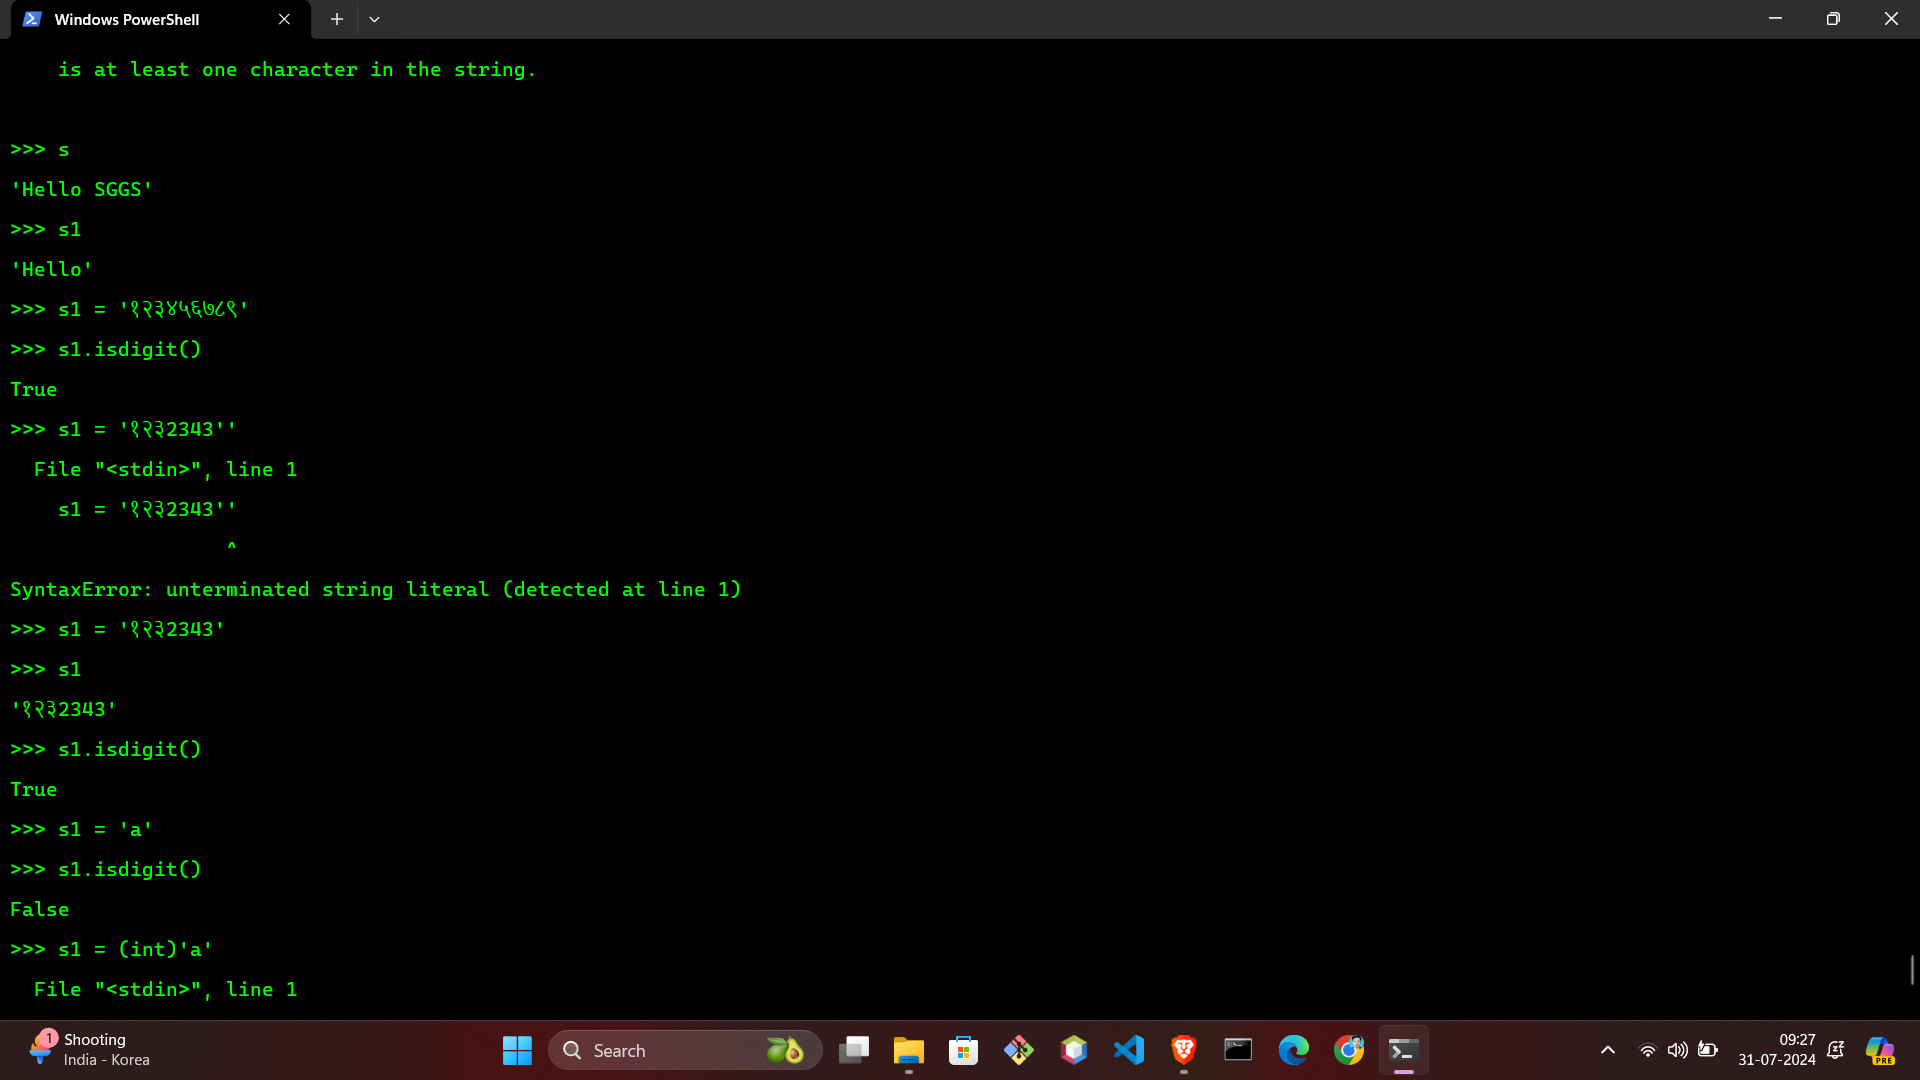 Windows PowerShell
    is at least one character in the string.
>>> s
'Hello SGGS'
>>> s1
'Hello'
>>> s1 = '१२३४५६७८९'
>>> s1.isdigit()
True
>>> s1 = '१२३2343''
  File "<stdin>", line 1
    s1 = '१२३2343''
                  ^
SyntaxError: unterminated string literal (detected at line 1)
>>> s1 = '१२३2343'
>>> s1
'१२३2343'
>>> s1.isdigit()
True
>>> s1 = 'a'
>>> s1.isdigit()
False
>>> s1 = (int)'a'
  File "<stdin>", line 1
1
Shooting
India - Korea
Search
09:27
31-07-2024
PRE